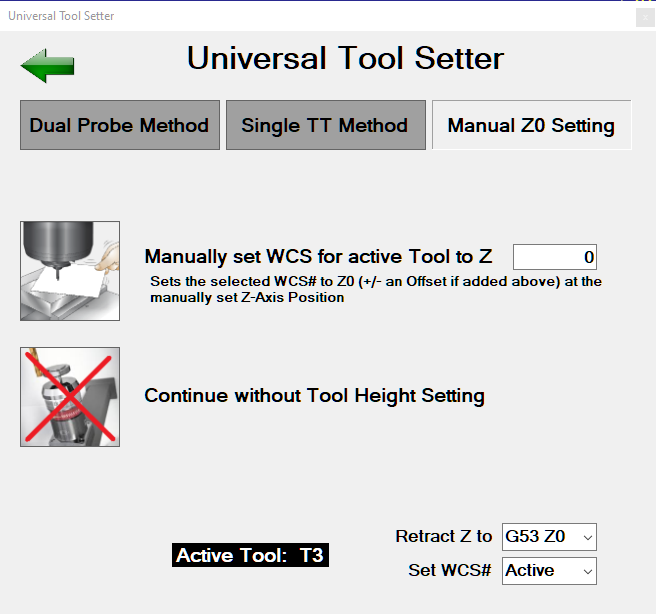 Universal Tool Setter
x
Universal Tool Setter
Dual Probe Method
Single TT Method
Manual Z0 Setting
Manually set WCS for active Tool to Z
0
Sets the selected WCS# to Z0 (+/- an Offset if added above) at the
manually set Z-Axis Position
Continue without Tool Height Setting
Retract Z to
G53 Z0
Active Tool: T3
Set WCS#
Active